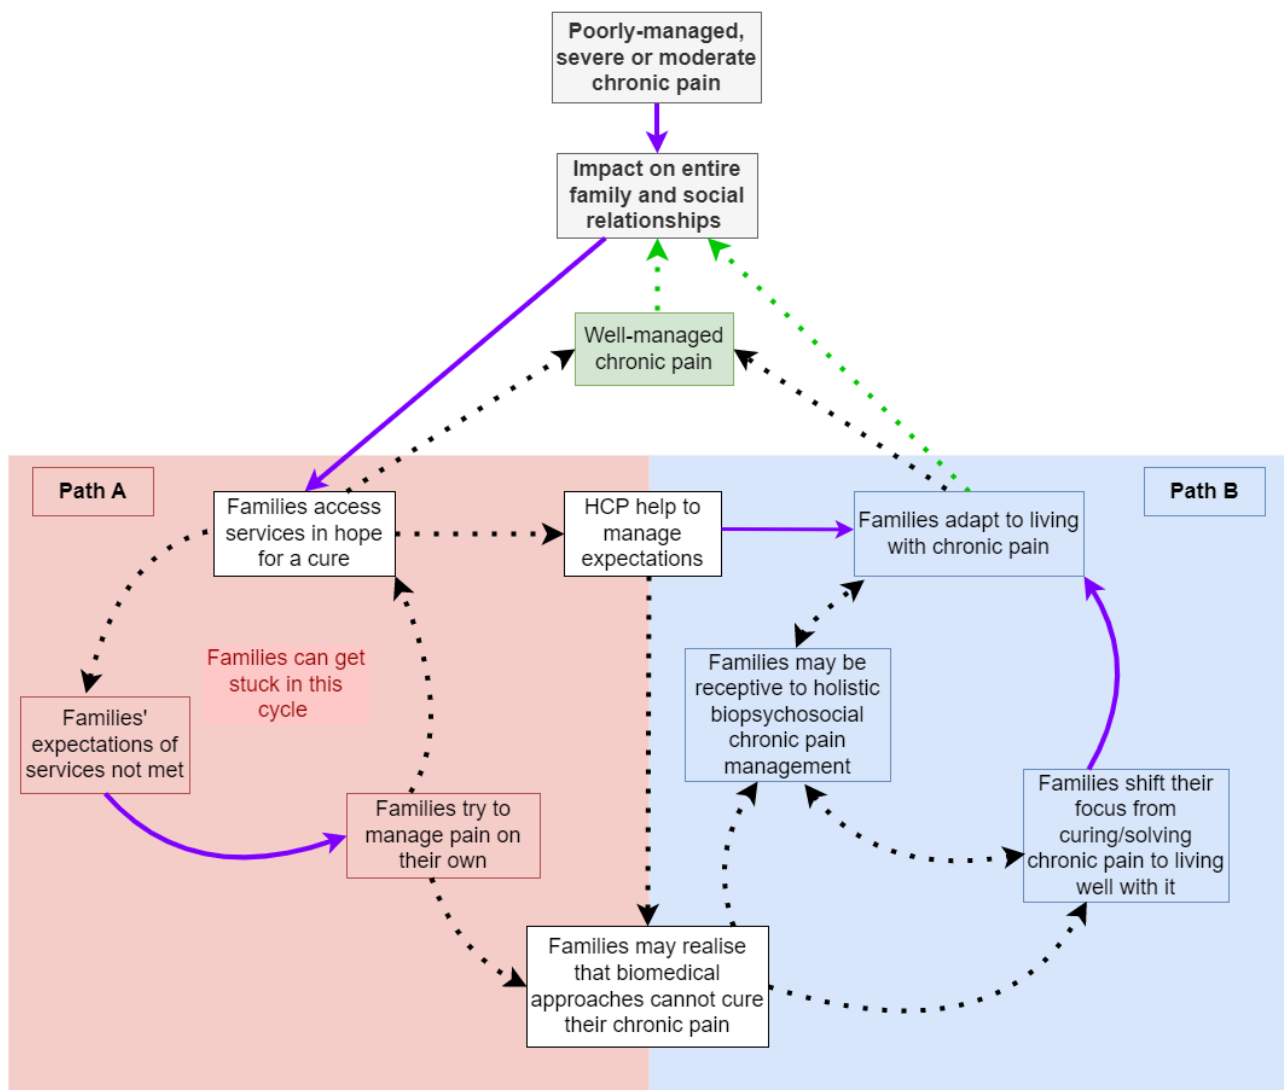 Poorly-managed,
severe or moderate
chronic pain
Impact on entire
family and social
relationships
Well-managed
chronic pain
Path A
Path B
Families access
services in hope
for a cure
HCP help to
manage
expectations
Families adapt to living
with chronic pain
Families can get
stuck in this
cycle
Families may be
receptive to holistic
biopsychosocial
chronic pain
management
Families'
expectations of
services not met
Families try to
manage pain on
their own
Families shift their
focus from
curing/solving
chronic pain to living
well with it
Families may realise
that biomedical
approaches cannot cure
their chronic pain